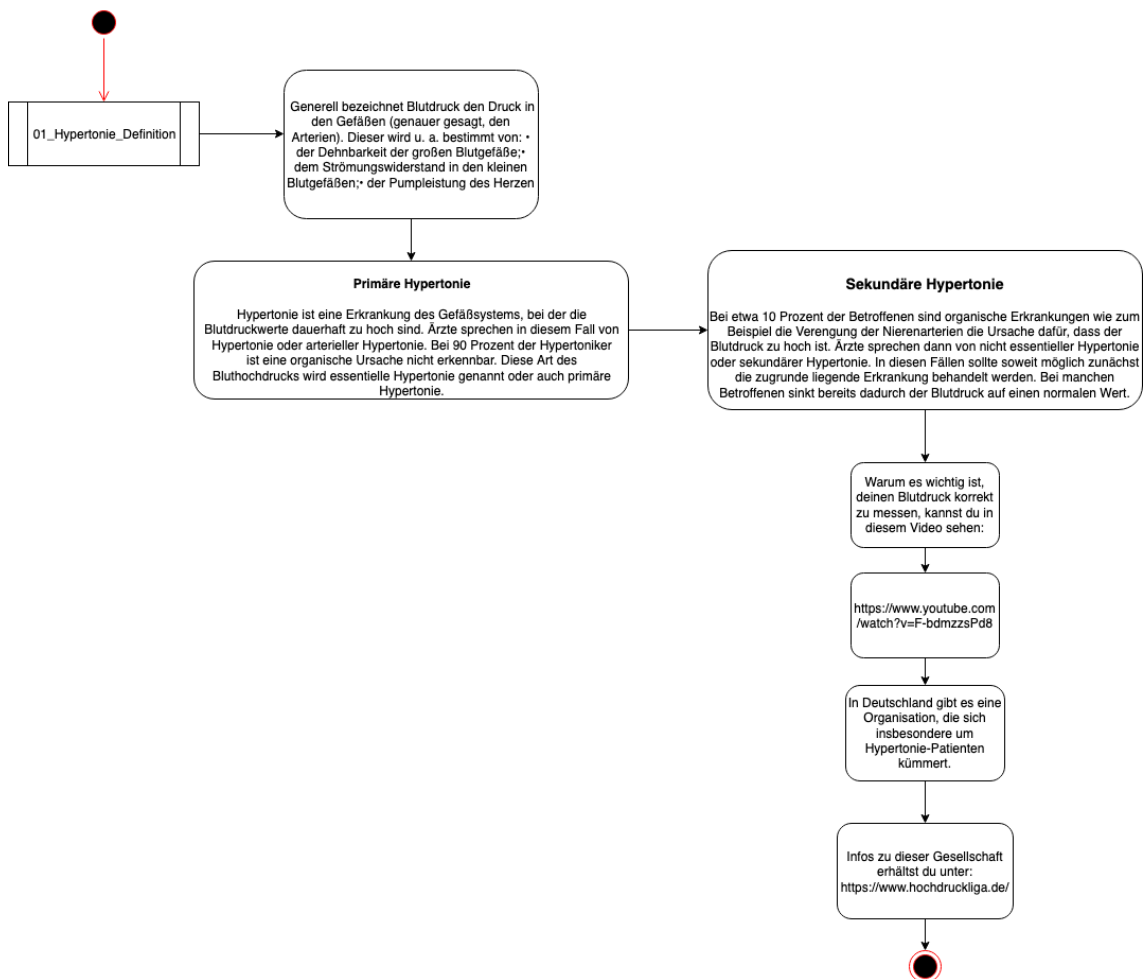 01_Hypertonie_Definition
Generell bezeichnet Blutdruck den Druck in
den Gefäßen (genauer gesagt, den
Arterien). Dieser wird u. a. bestimmt von: •
der Dehnbarkeit der großen Blutgefäße;•
dem Strömungswiderstand in den kleinen
Blutgefäßen;• der Pumpleistung des Herzen
Primäre Hypertonie
Hypertonie ist eine Erkrankung des Gefäßsystems, bei der die
Blutdruckwerte dauerhaft zu hoch sind. Ärzte sprechen in diesem Fall von
Hypertonie oder arterieller Hypertonie. Bei 90 Prozent der Hypertoniker
ist eine organische Ursache nicht erkennbar. Diese Art des
Bluthochdrucks wird essentielle Hypertonie genannt oder auch primäre
Hypertonie.
Sekundäre Hypertonie
Bei etwa 10 Prozent der Betroffenen sind organische Erkrankungen wie zum
Beispiel die Verengung der Nierenarterien die Ursache dafür, dass der
Blutdruck zu hoch ist. Ärzte sprechen dann von nicht essentieller Hypertonie
oder sekundärer Hypertonie. In diesen Fällen sollte soweit möglich zunächst
die zugrunde liegende Erkrankung behandelt werden. Bei manchen
Betroffenen sinkt bereits dadurch der Blutdruck auf einen normalen Wert.
Warum es wichtig ist,
deinen Blutdruck korrekt
zu messen, kannst du in
diesem Video sehen:
https://www.youtube.com
/watch?v=F-bdmzzsPd8
In Deutschland gibt es eine
Organisation, die sich
insbesondere um
Hypertonie-Patienten
kümmert.
Infos zu dieser Gesellschaft
erhältst du unter:
https://www.hochdruckliga.de/